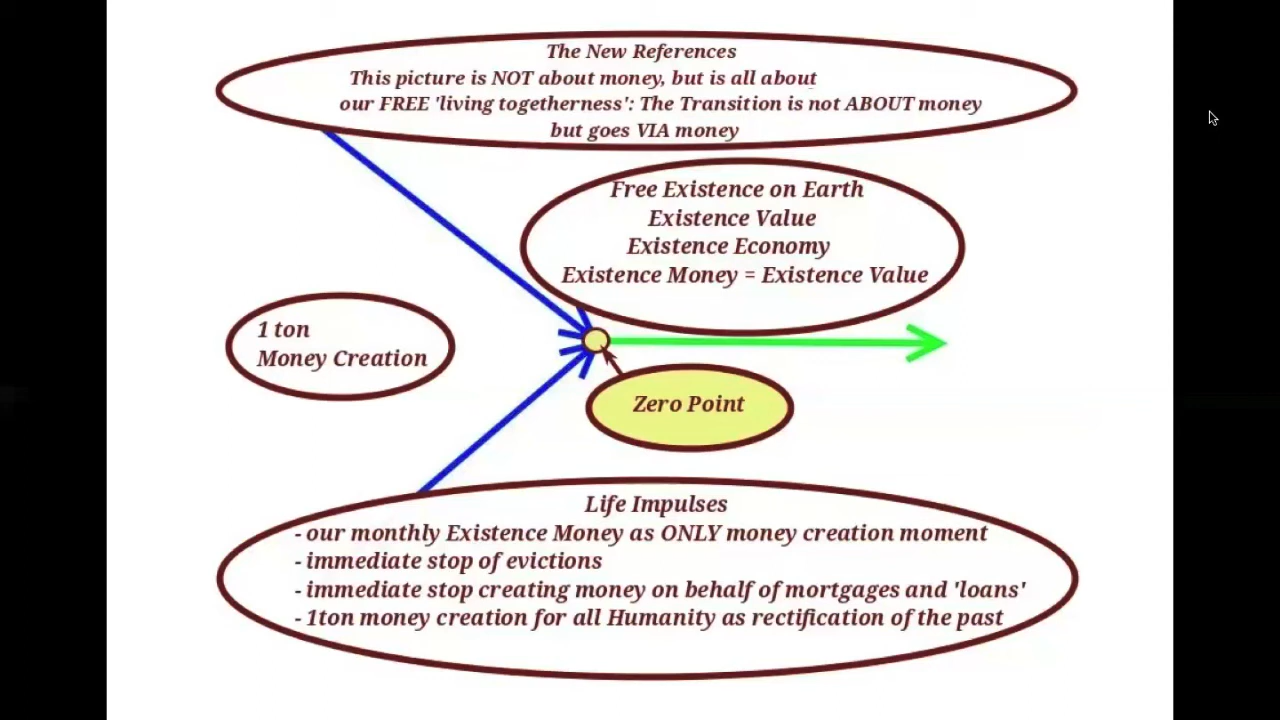 The New References
This picture is NOT about money, but is all about
our FREE 'living togetherness': The Transition is not ABOUT money
but goes VIA money
Free Existence on Earth
Existence Value
Existence Economy
Existence Money = Existence Value
1 ton
Money Creation
Zero Point
Life Impulses
- our monthly Existence Money as ONLY money creation moment
- immediate stop of evictions
- immediate stop creating money on behalf of mortgages and 'loans'
- 1ton money creation for all Humanity as rectification of the past